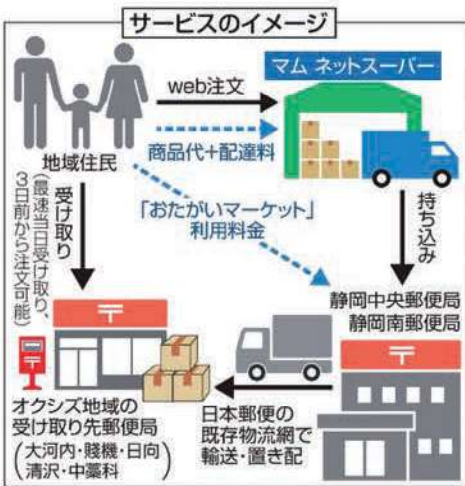 サービスのイメージ
マム ネットスーパー
web注文
商品代+配達料
地域住民
「おたがいマーケット」
利用料金
受け取り
(最速当日受け取り、
3日前から注文可能)
持ち込み
静岡中央郵便局
静岡南郵便局
日本郵便の
既存物流網で
輸送・置き配
オクシズ地域の
受け取り先郵便局
(大河内・賤機・日向
清沢・中藁科)